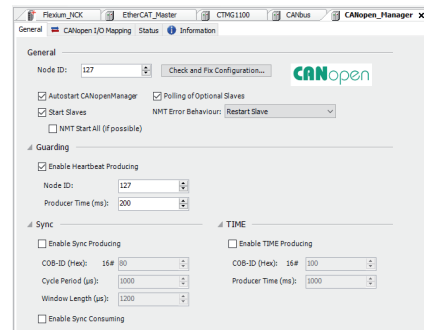 Flexium_NCK EtherCAT_Master CTMG1100 CANbus CANopen_Manager x
General CANopen I/O Mapping Status Information
General
Node ID: 127 Check and Fix Configuration... CANopen
Autostart CANopenManager Polling of Optional Slaves
Start Slaves NMT Error Behaviour: Restart Slave
NMT Start All (if possible)
Guarding
Enable Heartbeat Producing
Node ID: 127
Producer Time (ms): 200
Sync TIME
Enable Sync Producing Enable TIME Producing
COB-ID (Hex): 16# 80 COB-ID (Hex): 16# 100
Cycle Period (µs): 1000 Producer Time (ms): 1000
Window Length (µs): 1200
Enable Sync Consuming